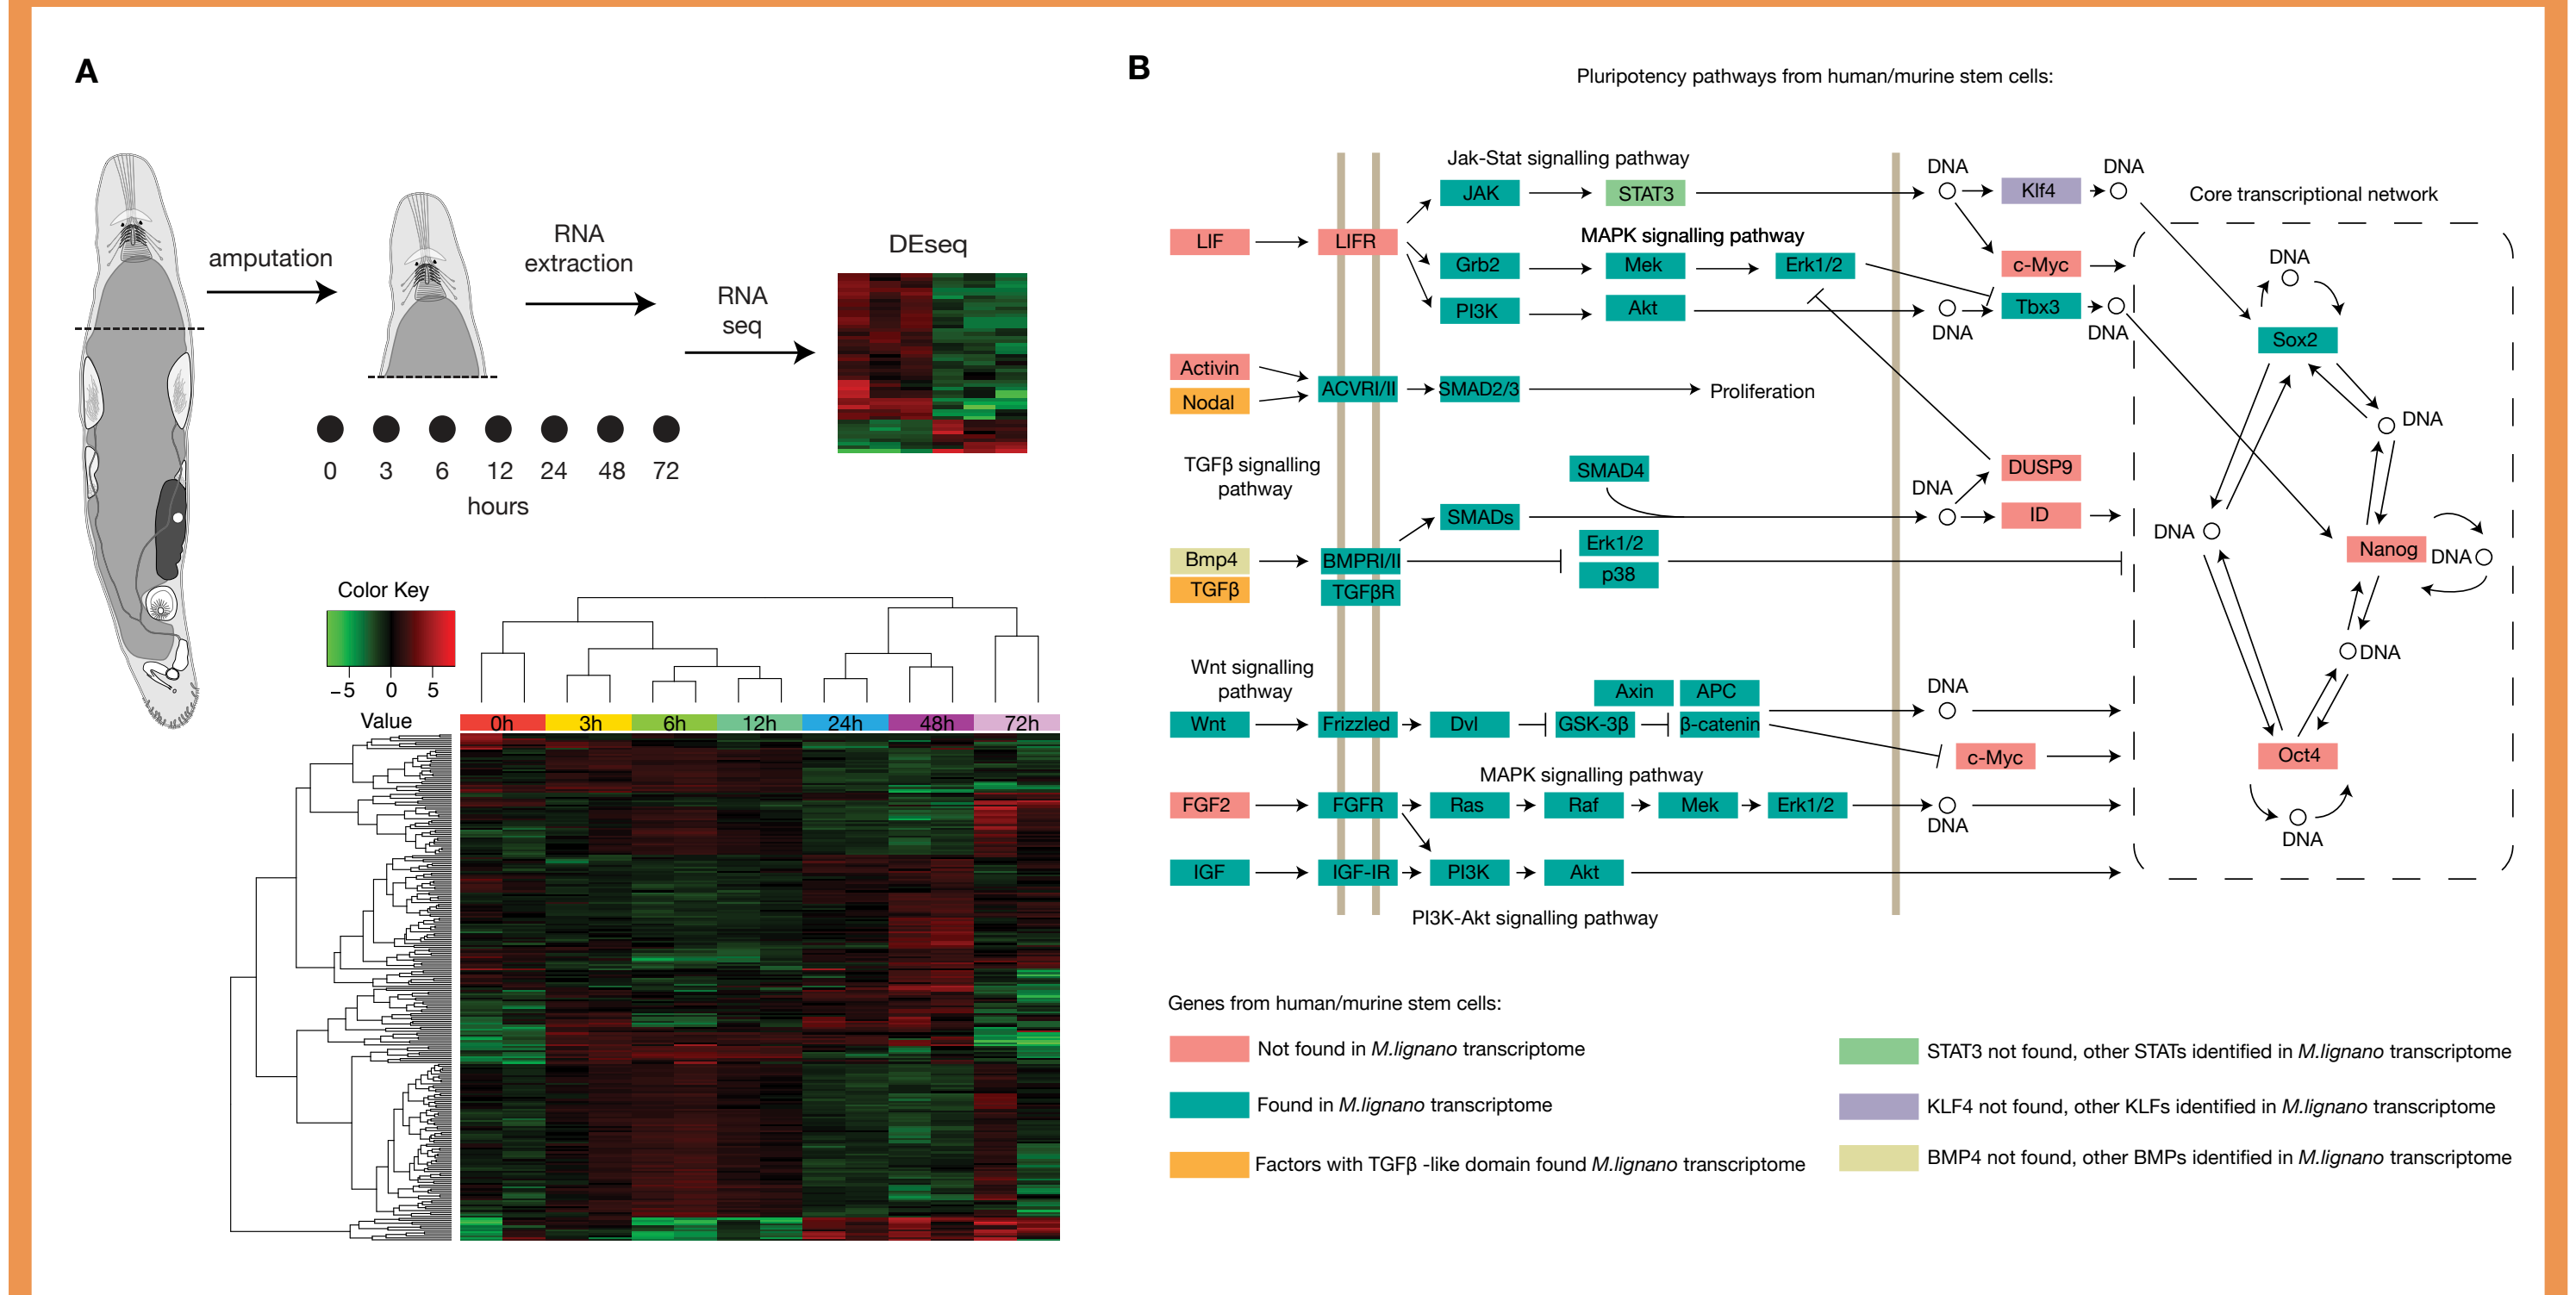 A
amputation
RNA
extraction
RNA
seq
DEseq
0 3 6 12 24 48 72
hours
Color Key
−5 0 5
Value
0h 3h 6h 12h 24h 48h 72h
B
Pluripotency pathways from human/murine stem cells:
Jak-Stat signalling pathway
JAK STAT3
DNA
Klf4
DNA
Core transcriptional network
LIF LIFR
MAPK signalling pathway
Grb2 Mek Erk1/2
c-Myc
PI3K Akt
DNA
Tbx3
DNA
DNA
Sox2
Activin
Nodal
ACVRI/II SMAD2/3 Proliferation
DNA
TGFβ signalling
pathway
SMAD4
DUSP9
DNA
SMADs
ID
DNA
Bmp4
TGFβ
BMPRI/II
TGFβR
Erk1/2
p38
Nanog
DNA
DNA
Wnt signalling
pathway
Axin APC
DNA
Wnt Frizzled Dvl GSK-3β β-catenin
c-Myc
Oct4
MAPK signalling pathway
FGF2 FGFR Ras Raf Mek Erk1/2
DNA
DNA
IGF IGF-IR PI3K Akt
PI3K-Akt signalling pathway
Genes from human/murine stem cells:
Not found in M.lignano transcriptome
Found in M.lignano transcriptome
Factors with TGFβ -like domain found M.lignano transcriptome
STAT3 not found, other STATs identified in M.lignano transcriptome
KLF4 not found, other KLFs identified in M.lignano transcriptome
BMP4 not found, other BMPs identified in M.lignano transcriptome